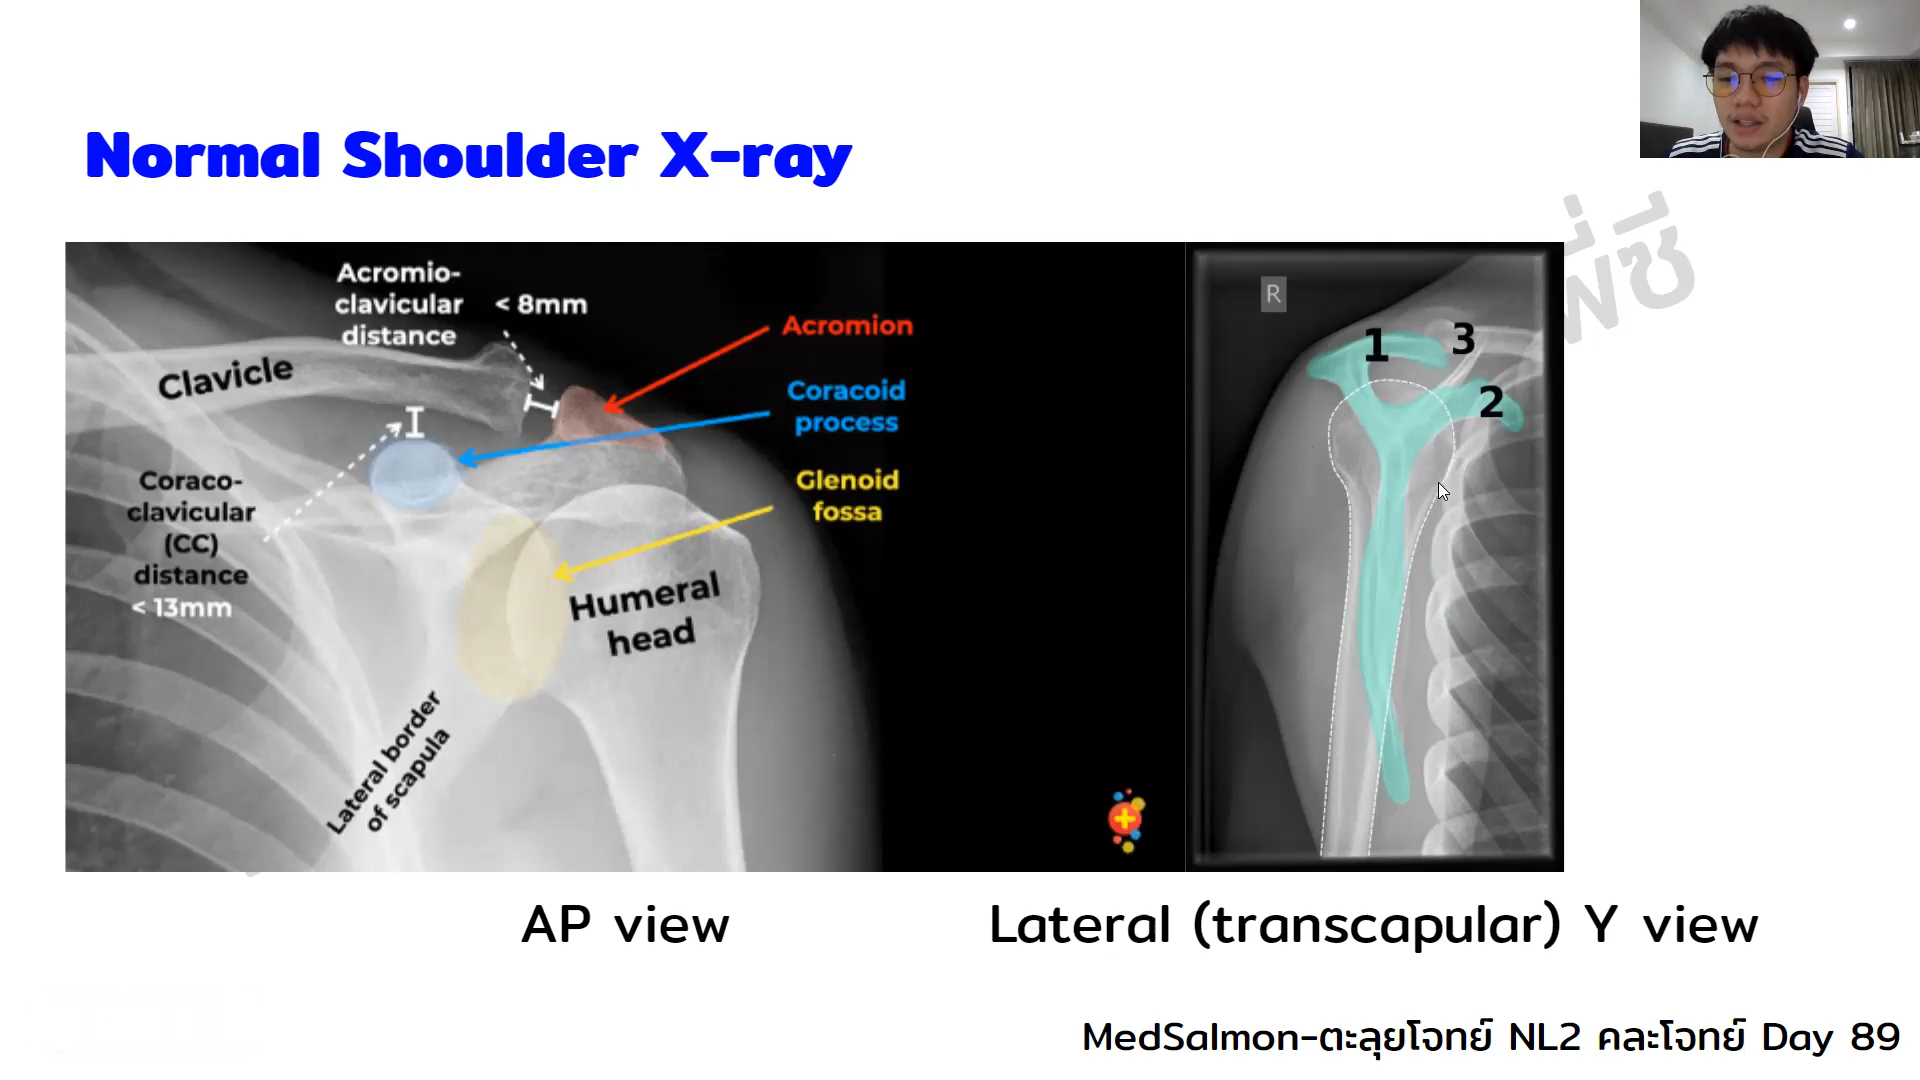 Normal Shoulder X-ray
พี่ซี
Acromio-
clavicular
distance
< 8mm
Clavicle
Acromion
Coracoid
process
Glenoid
fossa
Coraco-
clavicular
(CC)
distance
< 13mm
Humeral
head
Lateral border
of scapula
R
1
3
2
AP view
Lateral (transcapular) Y view
MedSalmon-ตะลุยโจทย์ NL2 คละโจทย์ Day 89